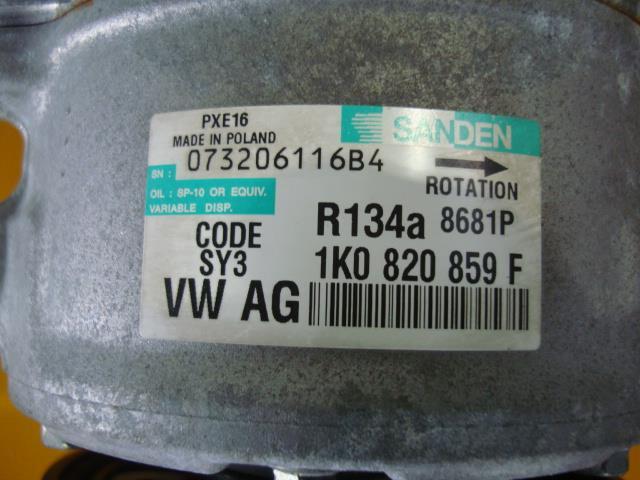 PXE16
MADE IN POLAND
SANDEN
SN : 073206116B4
ROTATION
OIL : SP-10 OR EQUIV.
VARIABLE DISP.
R134a 8681P
CODE
SY3
1K0 820 859 F
VW AG